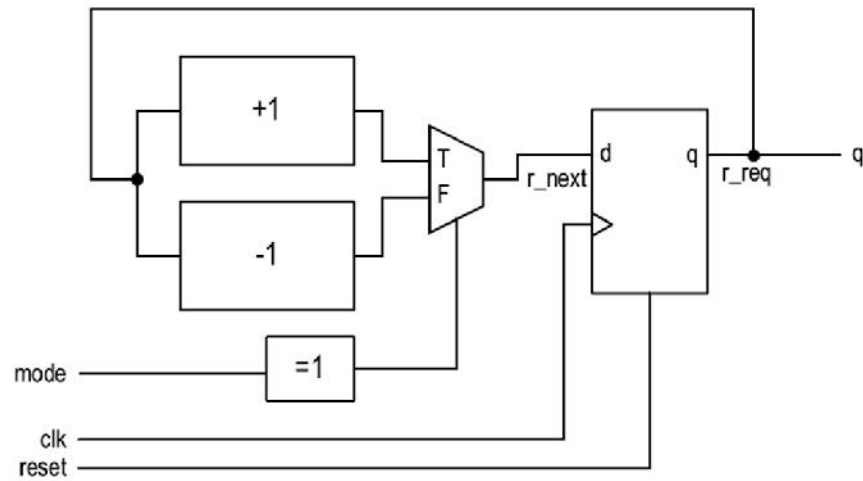 +1
T
F
-1
=1
d
q
r_next
r_req
q
mode
clk
reset